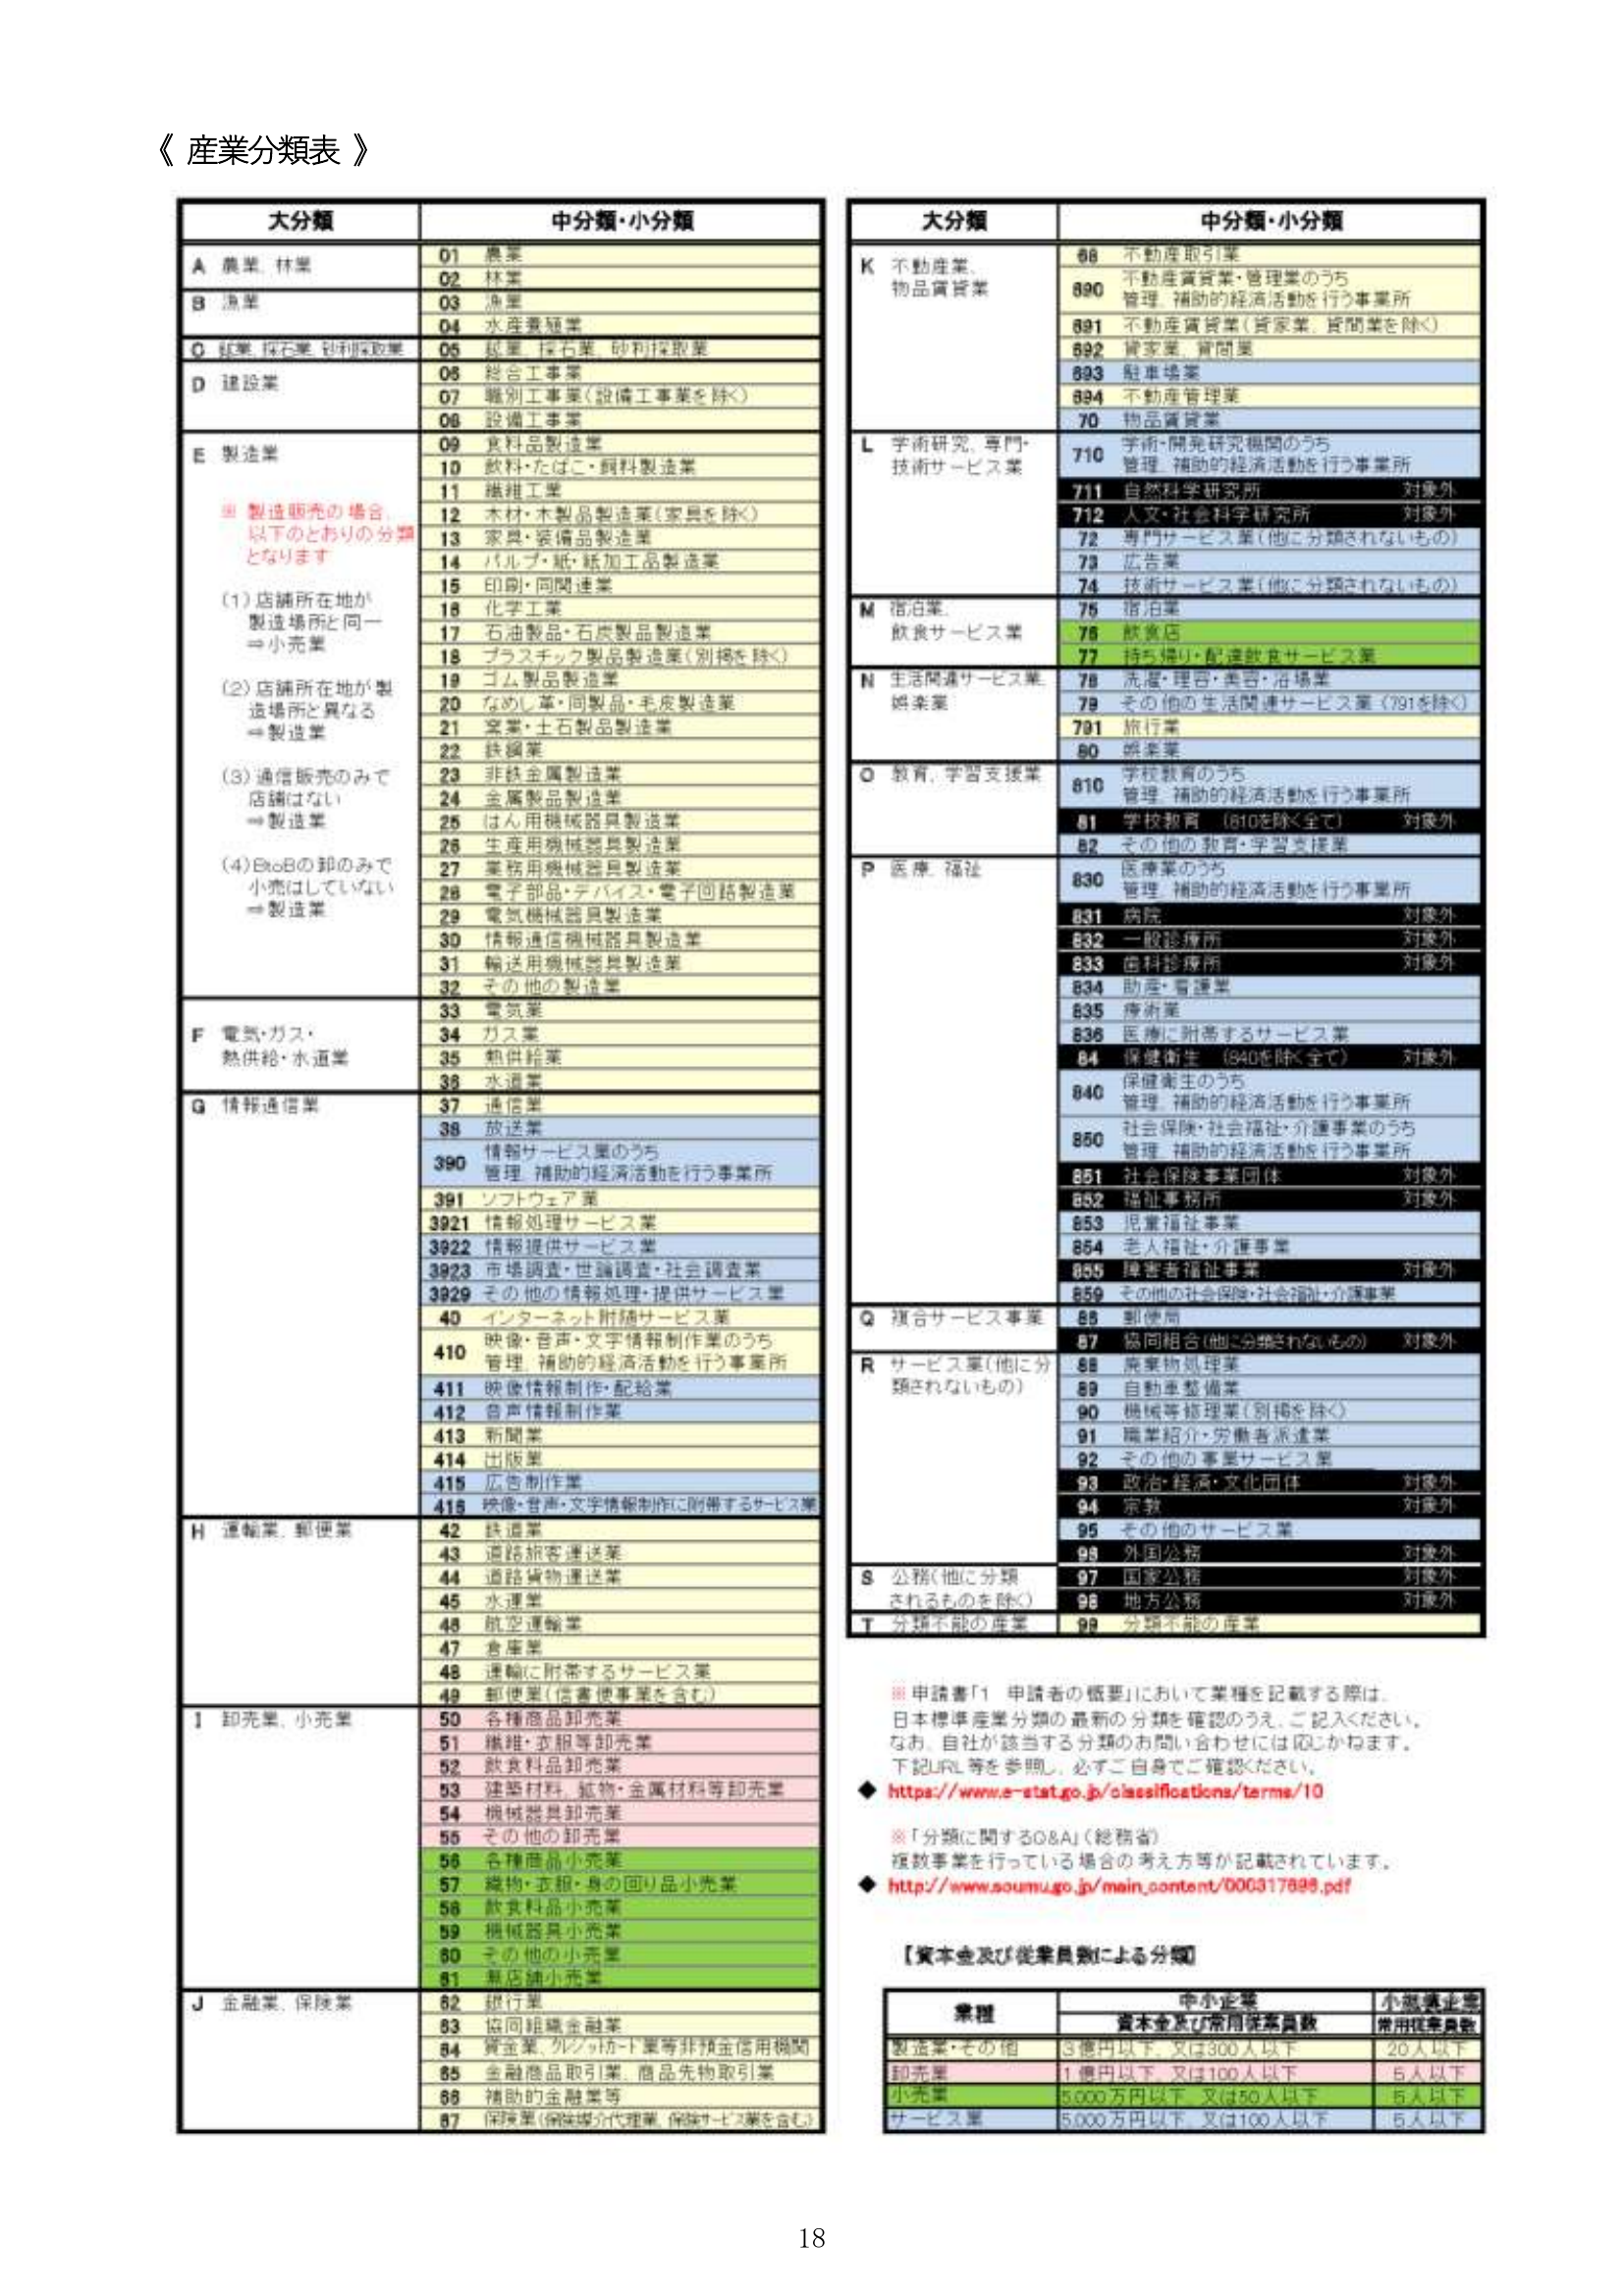 《 産業分類表 》
大分類 中分類・小分類
A 農業、林業
01 農業
02 林業
B 漁業
03 漁業
04 水産養殖業
C 鉱業、採石業、砂利採取業
05 鉱業、採石業、砂利採取業
D 建設業
06 総合工事業
07 職別工事業(設備工事業を除く)
08 設備工事業
E 製造業
※ 製造販売の場合、
以下のとおりの分類
となります
(1)店舗所在地が
製造場所と同一
⇒小売業
(2)店舗所在地が製
造場所と異なる
⇒製造業
(3)通信販売のみで
店舗はない
⇒製造業
(4)BtoBの卸のみで
小売はしていない
⇒製造業
09 食料品製造業
10 飲料・たばこ・飼料製造業
11 繊維工業
12 木材・木製品製造業(家具を除く)
13 家具・装備品製造業
14 パルプ・紙・紙加工品製造業
15 印刷・同関連業
16 化学工業
17 石油製品・石炭製品製造業
18 プラスチック製品製造業(別掲を除く)
19 ゴム製品製造業
20 なめし革・同製品・毛皮製造業
21 窯業・土石製品製造業
22 鉄鋼業
23 非鉄金属製造業
24 金属製品製造業
25 はん用機械器具製造業
26 生産用機械器具製造業
27 業務用機械器具製造業
28 電子部品・デバイス・電子回路製造業
29 電気機械器具製造業
30 情報通信機械器具製造業
31 輸送用機械器具製造業
32 その他の製造業
F 電気・ガス・
熱供給・水道業
33 電気業
34 ガス業
35 熱供給業
36 水道業
G 情報通信業
37 通信業
38 放送業
390 情報サービス業のうち
管理、補助的経済活動を行う事業所
391 ソフトウェア業
3921 情報処理サービス業
3922 情報提供サービス業
3923 市場調査・世論調査・社会調査業
3929 その他の情報処理・提供サービス業
40 インターネット附随サービス業
410 映像・音声・文字情報制作業のうち
管理、補助的経済活動を行う事業所
411 映像情報制作・配給業
412 音声情報制作業
413 新聞業
414 出版業
415 広告制作業
416 映像・音声・文字情報制作に附帯するサービス業
H 運輸業、郵便業
42 鉄道業
43 道路旅客運送業
44 道路貨物運送業
45 水運業
46 航空運輸業
47 倉庫業
48 運輸に附帯するサービス業
49 郵便業(信書便事業を含む)
I 卸売業、小売業
50 各種商品卸売業
51 繊維・衣服等卸売業
52 飲食料品卸売業
53 建築材料、鉱物・金属材料等卸売業
54 機械器具卸売業
55 その他の卸売業
56 各種商品小売業
57 織物・衣服・身の回り品小売業
58 飲食料品小売業
59 機械器具小売業
60 その他の小売業
61 無店舗小売業
J 金融業、保険業
62 銀行業
63 協同組織金融業
64 貸金業、クレジットカード業等非預金信用機関
65 金融商品取引業、商品先物取引業
66 補助的金融業等
67 保険業(保険媒介代理業、保険サービス業を含む)
大分類 中分類・小分類
K 不動産業、
物品賃貸業
68 不動産取引業
690 不動産賃貸業・管理業のうち
管理、補助的経済活動を行う事業所
691 不動産賃貸業(貸家業、貸間業を除く)
692 貸家業、貸間業
693 駐車場業
694 不動産管理業
70 物品賃貸業
L 学術研究、専門・
技術サービス業
710 学術・開発研究機関のうち
管理、補助的経済活動を行う事業所
711 自然科学研究所 対象外
712 人文・社会科学研究所 対象外
72 専門サービス業(他に分類されないもの)
73 広告業
74 技術サービス業(他に分類されないもの)
M 宿泊業、
飲食サービス業
75 宿泊業
76 飲食店
77 持ち帰り・配達飲食サービス業
N 生活関連サービス業、
娯楽業
78 洗濯・理容・美容・浴場業
79 その他の生活関連サービス業(791を除く)
791 旅行業
80 娯楽業
O 教育、学習支援業
810 学校教育のうち
管理、補助的経済活動を行う事業所
81 学校教育 (810を除く全て) 対象外
82 その他の教育・学習支援業
P 医療、福祉
830 医療業のうち
管理、補助的経済活動を行う事業所
831 病院 対象外
832 一般診療所 対象外
833 歯科診療所 対象外
834 助産・看護業
835 療術業
836 医療に附帯するサービス業
84 保健衛生 (840を除く全て) 対象外
840 保健衛生のうち
管理、補助的経済活動を行う事業所
850 社会保険・社会福祉・介護事業のうち
管理、補助的経済活動を行う事業所
851 社会保険事業団体 対象外
852 福祉事務所 対象外
853 児童福祉事業
854 老人福祉・介護事業
855 障害者福祉事業 対象外
859 その他の社会保険・社会福祉・介護事業
Q 複合サービス事業
86 郵便局
87 協同組合(他に分類されないもの) 対象外
R サービス業(他に分
類されないもの)
88 廃棄物処理業
89 自動車整備業
90 機械等修理業(別掲を除く)
91 職業紹介・労働者派遣業
92 その他の事業サービス業
93 政治・経済・文化団体 対象外
94 宗教 対象外
95 その他のサービス業
96 外国公務 対象外
S 公務(他に分類
されるものを除く)
97 国家公務 対象外
98 地方公務 対象外
T 分類不能の産業
99 分類不能の産業
※申請書「1 申請者の概要」において業種を記載する際は、
日本標準産業分類の最新の分類を確認のうえ、ご記入ください。
なお、自社が該当する分類のお問い合わせには応じかねます。
下記URL等を参照し、必ずご自身でご確認ください。
◆ https://www.e-stat.go.jp/classifications/terms/10
※「分類に関するQ&A」(総務省)
複数事業を行っている場合の考え方等が記載されています。
◆ http://www.soumu.go.jp/main_content/000317698.pdf
【資本金及び従業員数による分類】
業種 中小企業 小規模企業
資本金及び常用従業員数 常用従業員数
製造業・その他 3億円以下、又は300人以下 20人以下
卸売業 1億円以下、又は100人以下 5人以下
小売業 5,000万円以下、又は50人以下 5人以下
サービス業 5,000万円以下、又は100人以下 5人以下
18